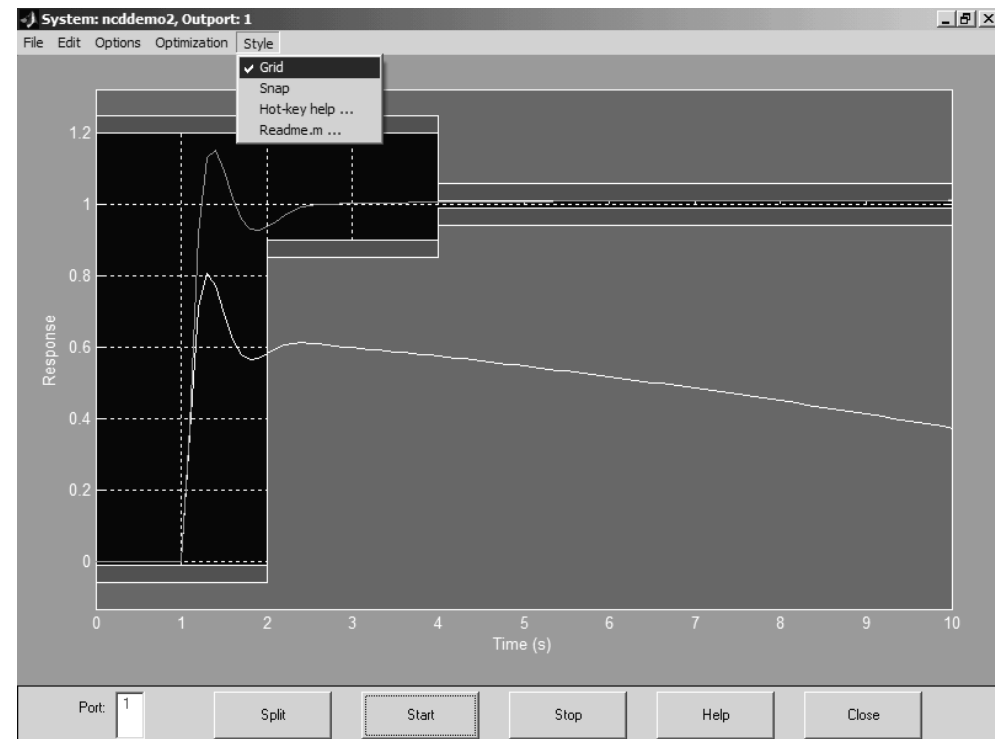 System: ncddemo2, Outport: 1
File Edit Options Optimization Style
Grid
Snap
Hot-key help ...
Readme.m ...
1.2
1
0.8
0.6
0.4
0.2
0
Response
0 1 2 3 4 5 6 7 8 9 10
Time (s)
Port: 1 Split Start Stop Help Close